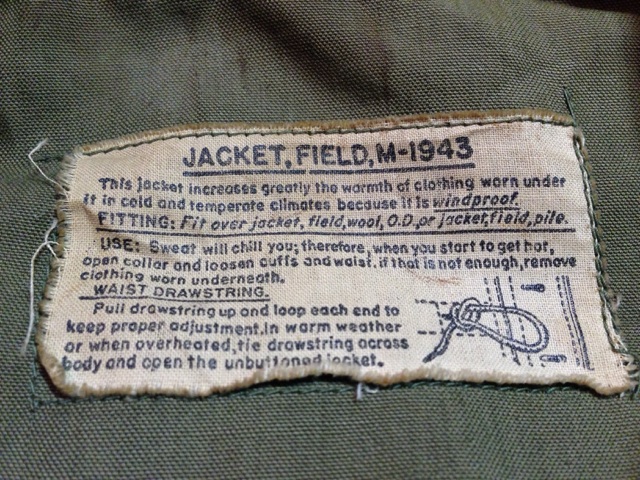 JACKET, FIELD, M-1943
This jacket increases greatly the warmth of clothing worn under
it in cold and temperate climates because it is windproof.
FITTING: Fit over jacket, field, wool, O.D., or jacket, field, pile.
USE: Sweat will chill you; therefore, when you start to get hot,
open collar and loosen cuffs and waist. if that is not enough, remove
clothing worn underneath.
WAIST DRAWSTRING.
Pull drawstring up and loop each end to
keep proper adjustment. In warm weather
or when overheated, tie drawstring across
body and open the unbuttoned jacket.